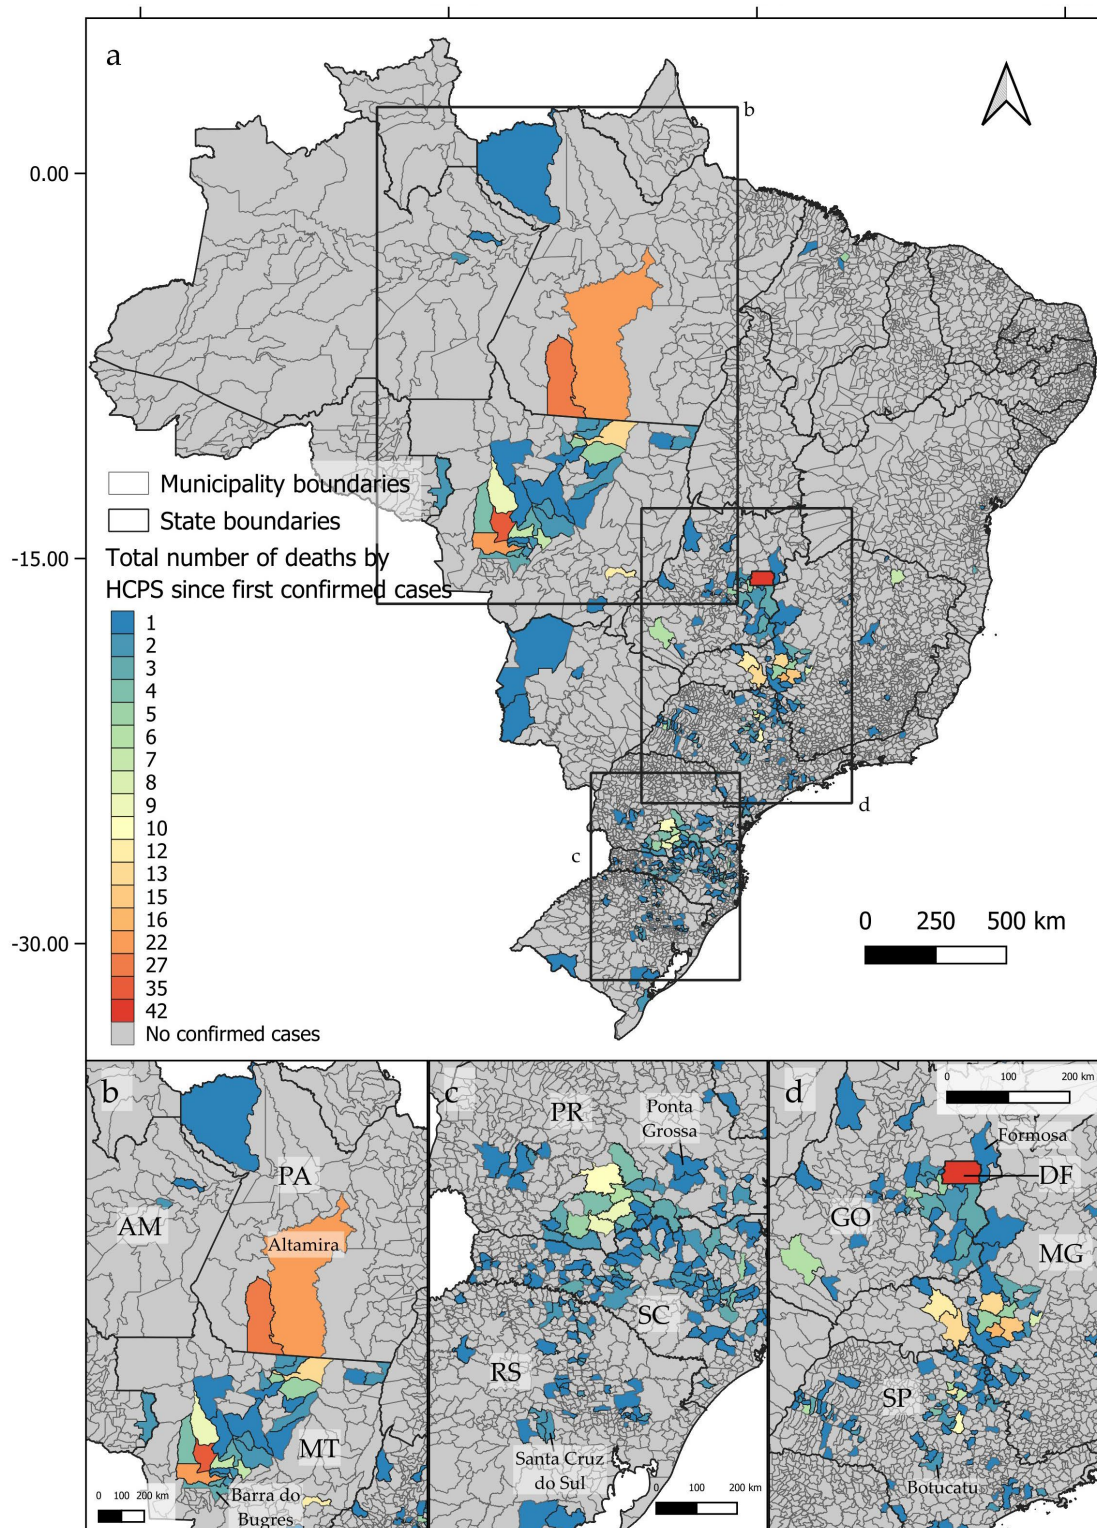 a
b
0.00
Municipality boundaries
State boundaries
-15.00
Total number of deaths by
HCPS since first confirmed cases
1
2
3
4
5
6
7
8
9
10
12
13
15
16
22
27
35
42
No confirmed cases
d
c
0 250 500 km
-30.00
b
PA
AM
Altamira
MT
Barra do
Bugres
0 100 200 km
c
PR
Ponta
Grossa
SC
RS
Santa Cruz
do Sul
0 100 200 km
d
0 100 200 km
Formosa
DF
GO
MG
SP
Botucatu